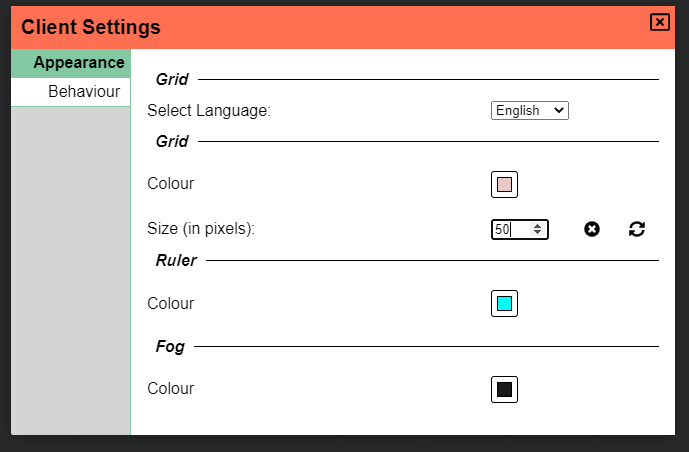 Client Settings
Appearance
Behaviour
Grid
Select Language:
English
Grid
Colour
Size (in pixels):
50
Ruler
Colour
Fog
Colour